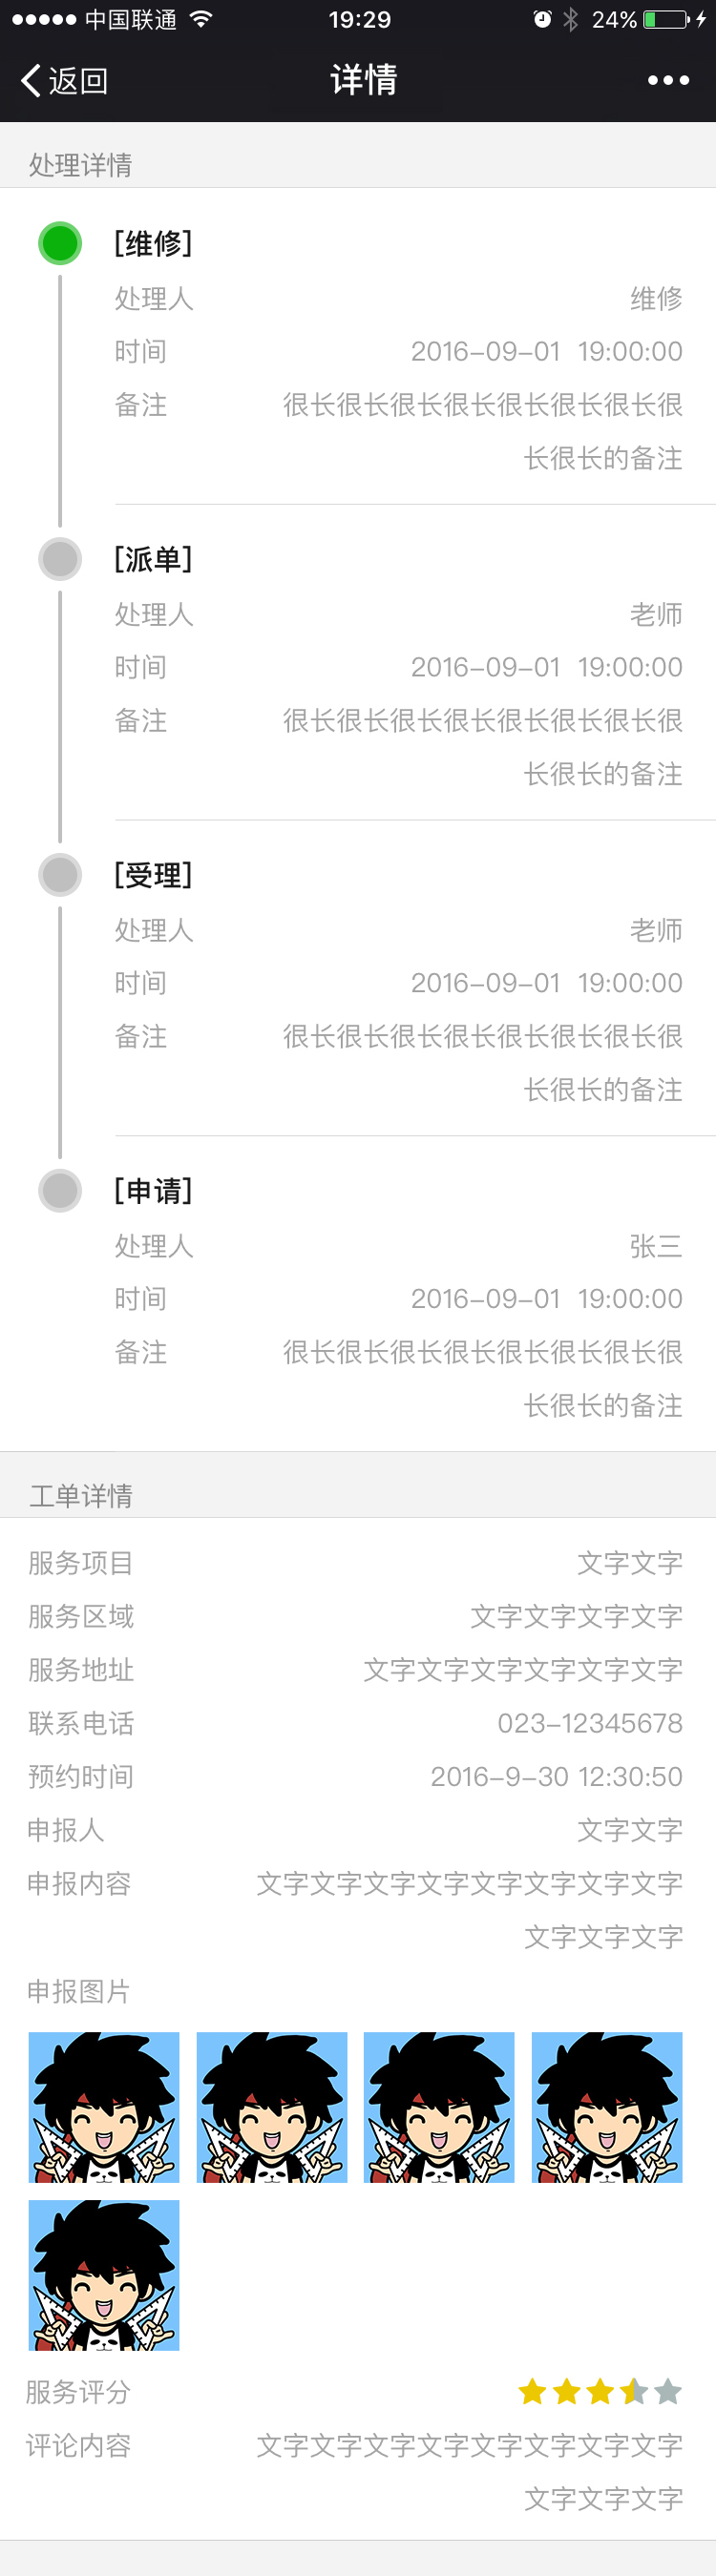 中国联通 19:29 24%
返回 详情
处理详情
[维修]
处理人 维修
时间 2016-09-01 19:00:00
备注 很长很长很长很长很长很长很长很
长很长的备注
[派单]
处理人 老师
时间 2016-09-01 19:00:00
备注 很长很长很长很长很长很长很长很
长很长的备注
[受理]
处理人 老师
时间 2016-09-01 19:00:00
备注 很长很长很长很长很长很长很长很
长很长的备注
[申请]
处理人 张三
时间 2016-09-01 19:00:00
备注 很长很长很长很长很长很长很长很
长很长的备注
工单详情
服务项目 文字文字
服务区域 文字文字文字文字
服务地址 文字文字文字文字文字文字
联系电话 023-12345678
预约时间 2016-9-30 12:30:50
申报人 文字文字
申报内容 文字文字文字文字文字文字文字文字
文字文字文字
申报图片
服务评分
评论内容 文字文字文字文字文字文字文字文字
文字文字文字